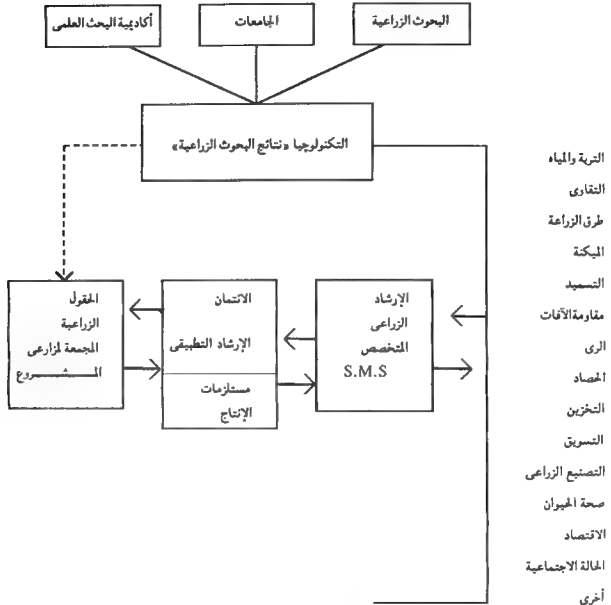 البحوث الزراعية
الجامعات
أكاديمية البحث العلمى
التكنولوجيا «نتائج البحوث الزراعية»
الحقول
الزراعية
المجمعة لمزارعى
المـــشـــــروع
الائتمان
الإرشاد التطبيقى
مستلزمات
الإنتاج
الإرشاد
الزراعى
المتخصص
S.M.S
التربة والمياه
التقاوى
طرق الزراعة
الميكنة
التسميد
مقاومة الآفات
الرى
الحصاد
التخزين
التسويق
التصنيع الزراعى
صحة الحيوان
الاقتصاد
الحالة الاجتماعية
أخرى